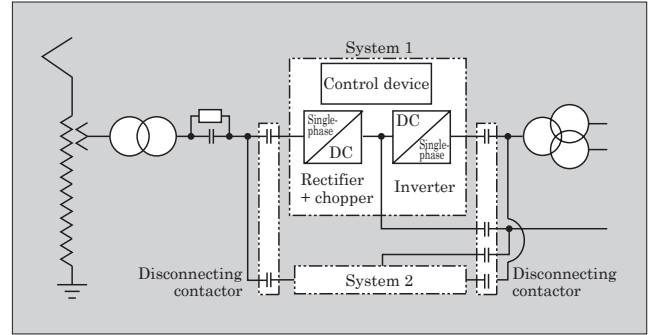 System 1
Control device
Single-
phase
DC
DC
Single-
phase
Rectifier
+ chopper
Inverter
Disconnecting
contactor
System 2
Disconnecting
contactor